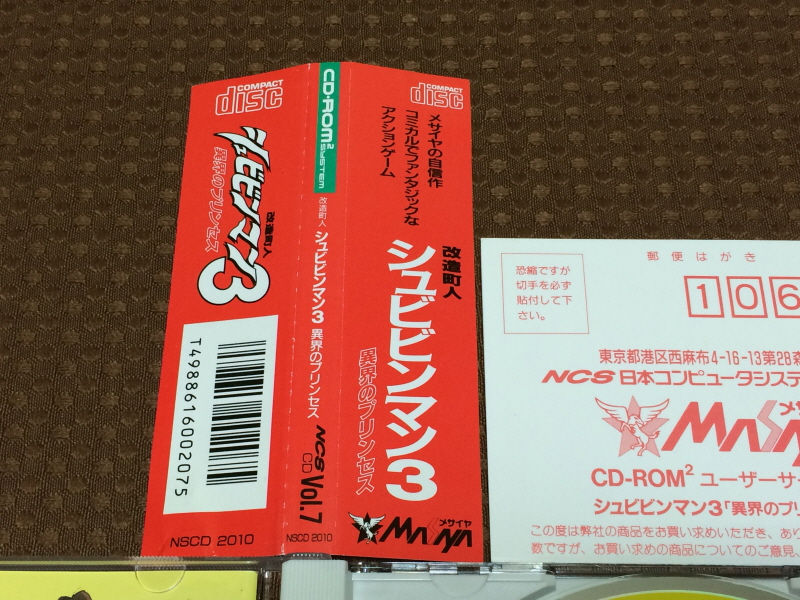 COMPACT
disc
シュビビンマン3
改造町人
異界のプリンセス
T4988616002075
NSCD 2010
CD-ROM² SYSTEM
改造町人 シュビビンマン3 異界のプリンセス
NCS
CD Vol.7
NSCD 2010
COMPACT
disc
メサイヤの自信作
コミカルでファンタジックな
アクションゲーム
改造町人
シュビビンマン3
異界のプリンセス
メサイヤ
MASAYA
郵便はがき
恐縮ですが
切手を必ず
貼付して下
さい。
106
東京都港区西麻布4-16-13第28森
NCS 日本コンピュータシステ
メサ
MASAYA
CD-ROM² ユーザーサー
シュビビンマン3「異界のプリ
この度は弊社の商品をお買い求めいただき、あり
数ですが、お買い求めの商品についてのご意見、